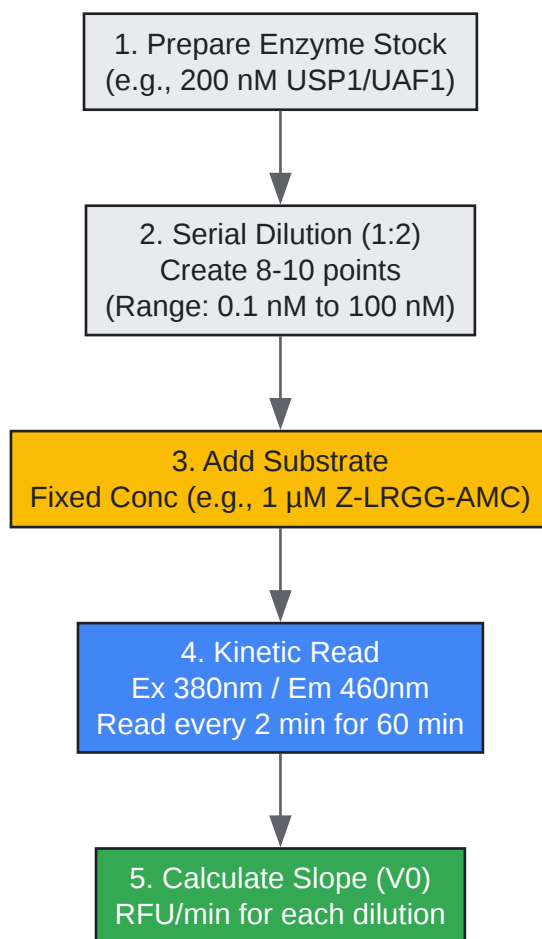 1. Prepare Enzyme Stock
(e.g., 200 nM USP1/UAF1)
2. Serial Dilution (1:2)
Create 8-10 points
(Range: 0.1 nM to 100 nM)
3. Add Substrate
Fixed Conc (e.g., 1 µM Z-LRGG-AMC)
4. Kinetic Read
Ex 380nm / Em 460nm
Read every 2 min for 60 min
5. Calculate Slope (V0)
RFU/min for each dilution